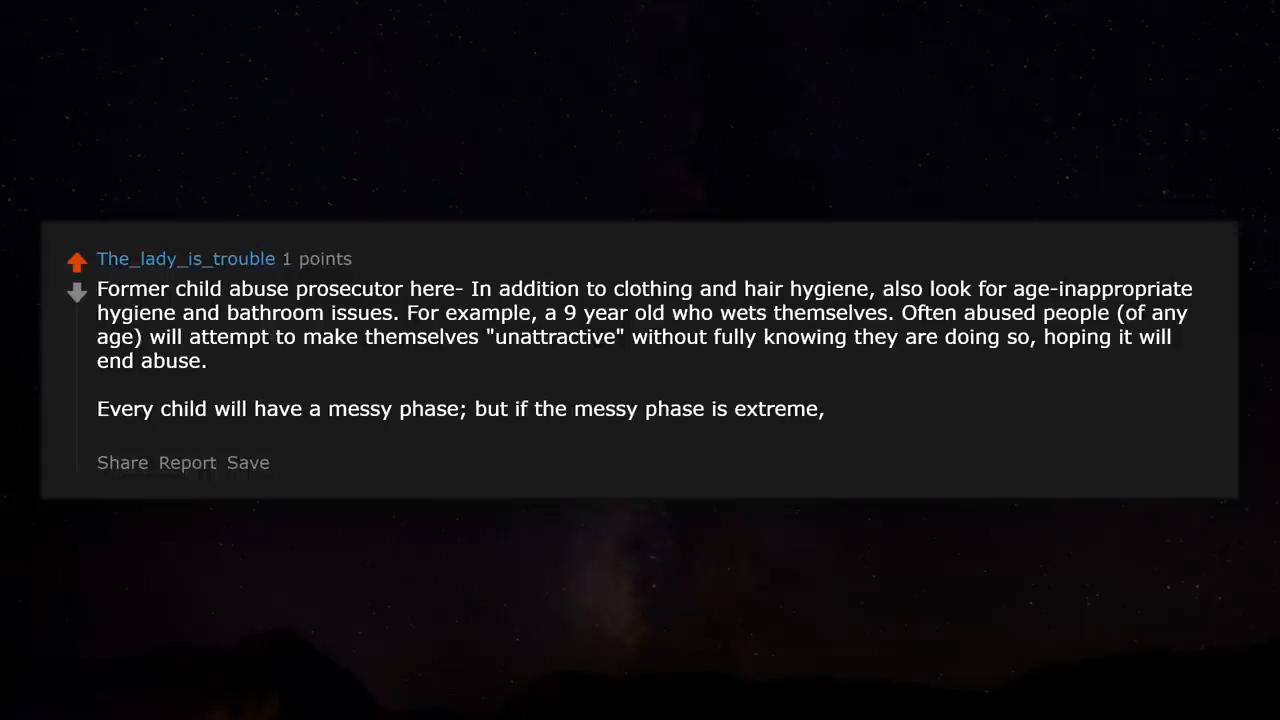 The_lady_is_trouble 1 points
Former child abuse prosecutor here- In addition to clothing and hair hygiene, also look for age-inappropriate
hygiene and bathroom issues. For example, a 9 year old who wets themselves. Often abused people (of any
age) will attempt to make themselves "unattractive" without fully knowing they are doing so, hoping it will
end abuse.
Every child will have a messy phase; but if the messy phase is extreme,
Share Report Save